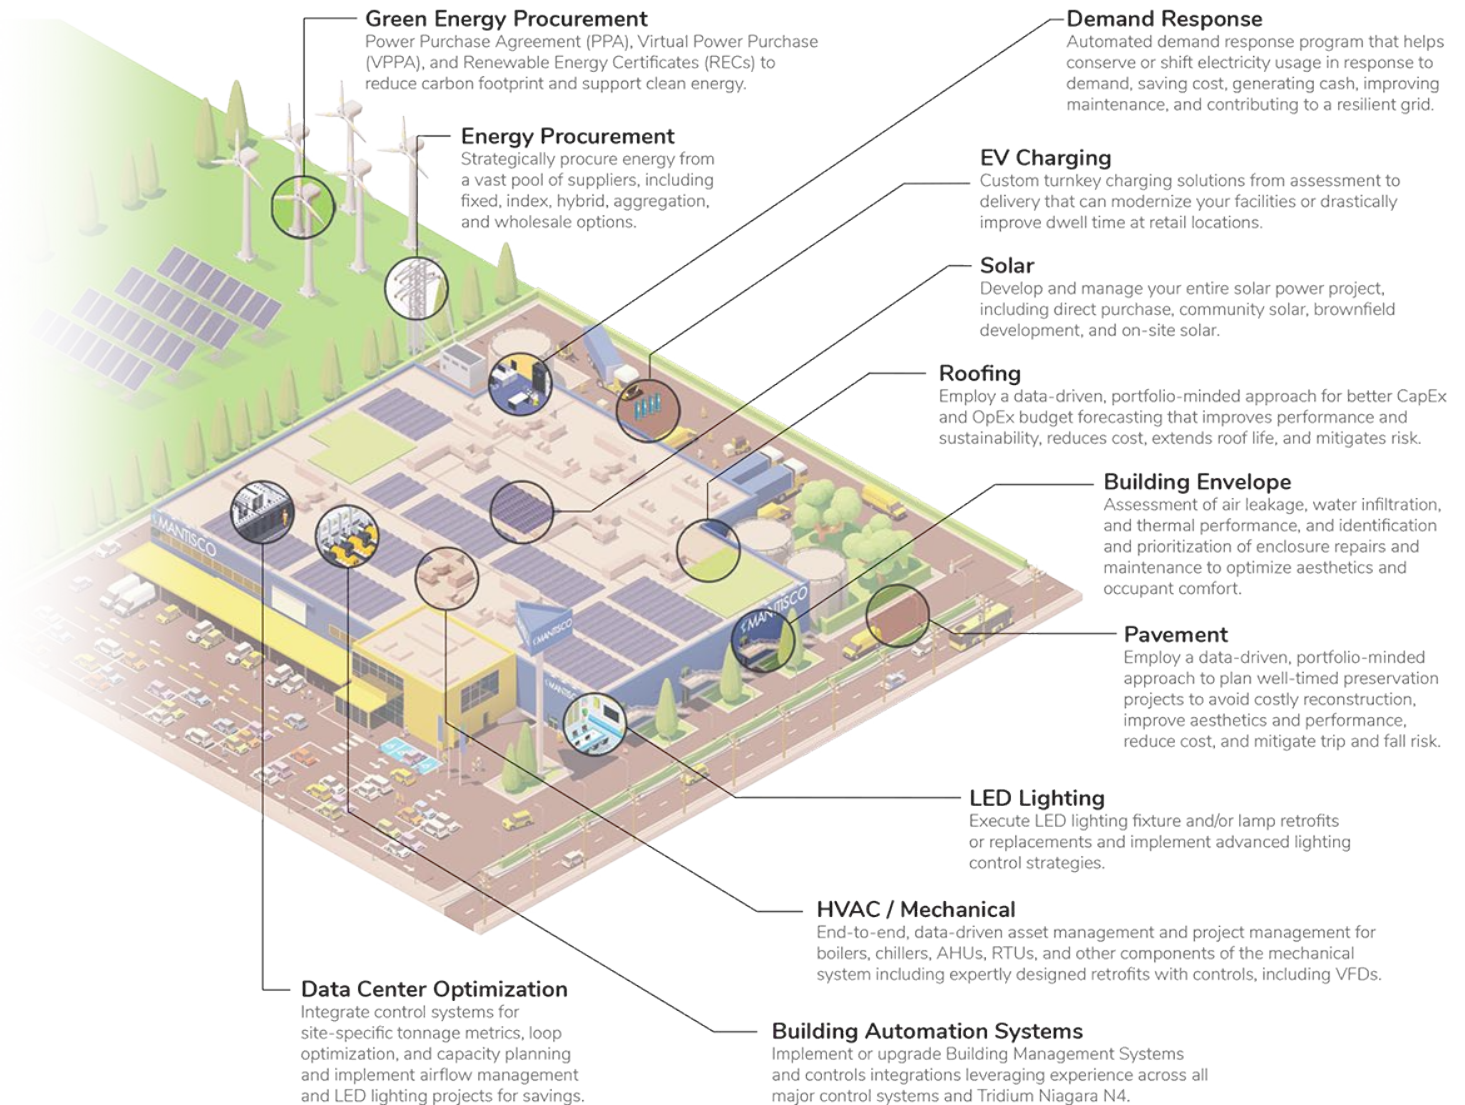 Green Energy Procurement
Power Purchase Agreement (PPA), Virtual Power Purchase
(VPPA), and Renewable Energy Certificates (RECs) to
reduce carbon footprint and support clean energy.
Demand Response
Automated demand response program that helps
conserve or shift electricity usage in response to
demand, saving cost, generating cash, improving
maintenance, and contributing to a resilient grid.
Energy Procurement
Strategically procure energy from
a vast pool of suppliers, including
fixed, index, hybrid, aggregation,
and wholesale options.
EV Charging
Custom turnkey charging solutions from assessment to
delivery that can modernize your facilities or drastically
improve dwell time at retail locations.
Solar
Develop and manage your entire solar power project,
including direct purchase, community solar, brownfield
development, and on-site solar.
Roofing
Employ a data-driven, portfolio-minded approach for better CapEx
and OpEx budget forecasting that improves performance and
sustainability, reduces cost, extends roof life, and mitigates risk.
Building Envelope
Assessment of air leakage, water infiltration,
and thermal performance, and identification
and prioritization of enclosure repairs and
maintenance to optimize aesthetics and
occupant comfort.
MANTISCO
MANTISCO
MANTISCO
MANTISCO
Pavement
Employ a data-driven, portfolio-minded
approach to plan well-timed preservation
projects to avoid costly reconstruction,
improve aesthetics and performance,
reduce cost, and mitigate trip and fall risk.
LED Lighting
Execute LED lighting fixture and/or lamp retrofits
or replacements and implement advanced lighting
control strategies.
HVAC / Mechanical
End-to-end, data-driven asset management and project management for
boilers, chillers, AHUs, RTUs, and other components of the mechanical
system including expertly designed retrofits with controls, including VFDs.
Data Center Optimization
Integrate control systems for
site-specific tonnage metrics, loop
optimization, and capacity planning
and implement airflow management
and LED lighting projects for savings.
Building Automation Systems
Implement or upgrade Building Management Systems
and controls integrations leveraging experience across all
major control systems and Tridium Niagara N4.